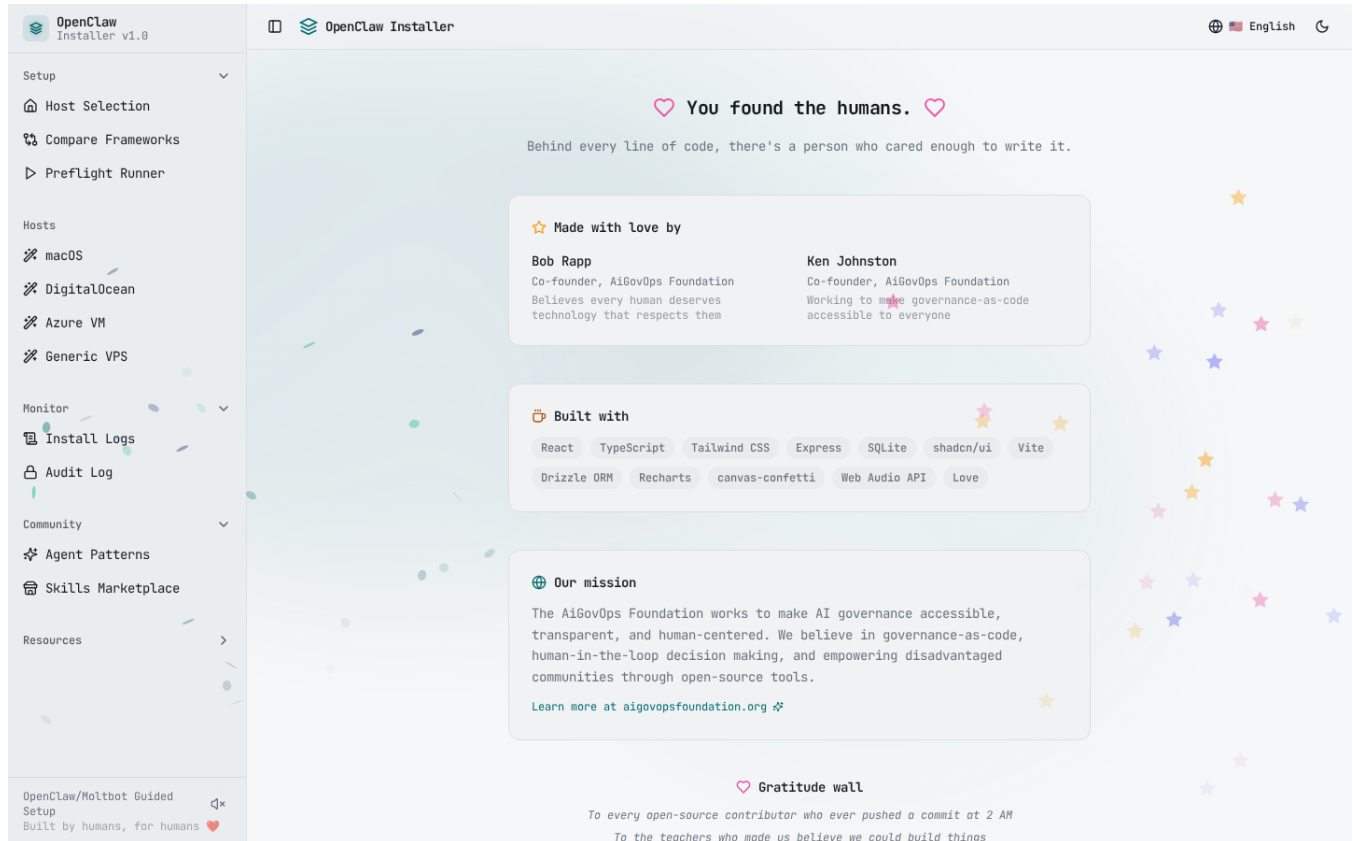 OpenClaw
Installer v1.0
Setup
Host Selection
Compare Frameworks
Preflight Runner
Hosts
macOS
DigitalOcean
Azure VM
Generic VPS
Monitor
Install Logs
Audit Log
Community
Agent Patterns
Skills Marketplace
Resources
OpenClaw/Moltbot Guided
Setup
Built by humans, for humans ❤️
OpenClaw Installer
🇺🇸 English
You found the humans.
Behind every line of code, there's a person who cared enough to write it.
Made with love by
Bob Rapp
Co-founder, AiGovOps Foundation
Believes every human deserves
technology that respects them
Ken Johnston
Co-founder, AiGovOps Foundation
Working to make governance-as-code
accessible to everyone
Built with
React TypeScript Tailwind CSS Express SQLite shadcn/ui Vite
Drizzle ORM Recharts canvas-confetti Web Audio API Love
Our mission
The AiGovOps Foundation works to make AI governance accessible,
transparent, and human-centered. We believe in governance-as-code,
human-in-the-loop decision making, and empowering disadvantaged
communities through open-source tools.
Learn more at aigovopsfoundation.org
Gratitude wall
To every open-source contributor who ever pushed a commit at 2 AM
To the teachers who made us believe we could build things